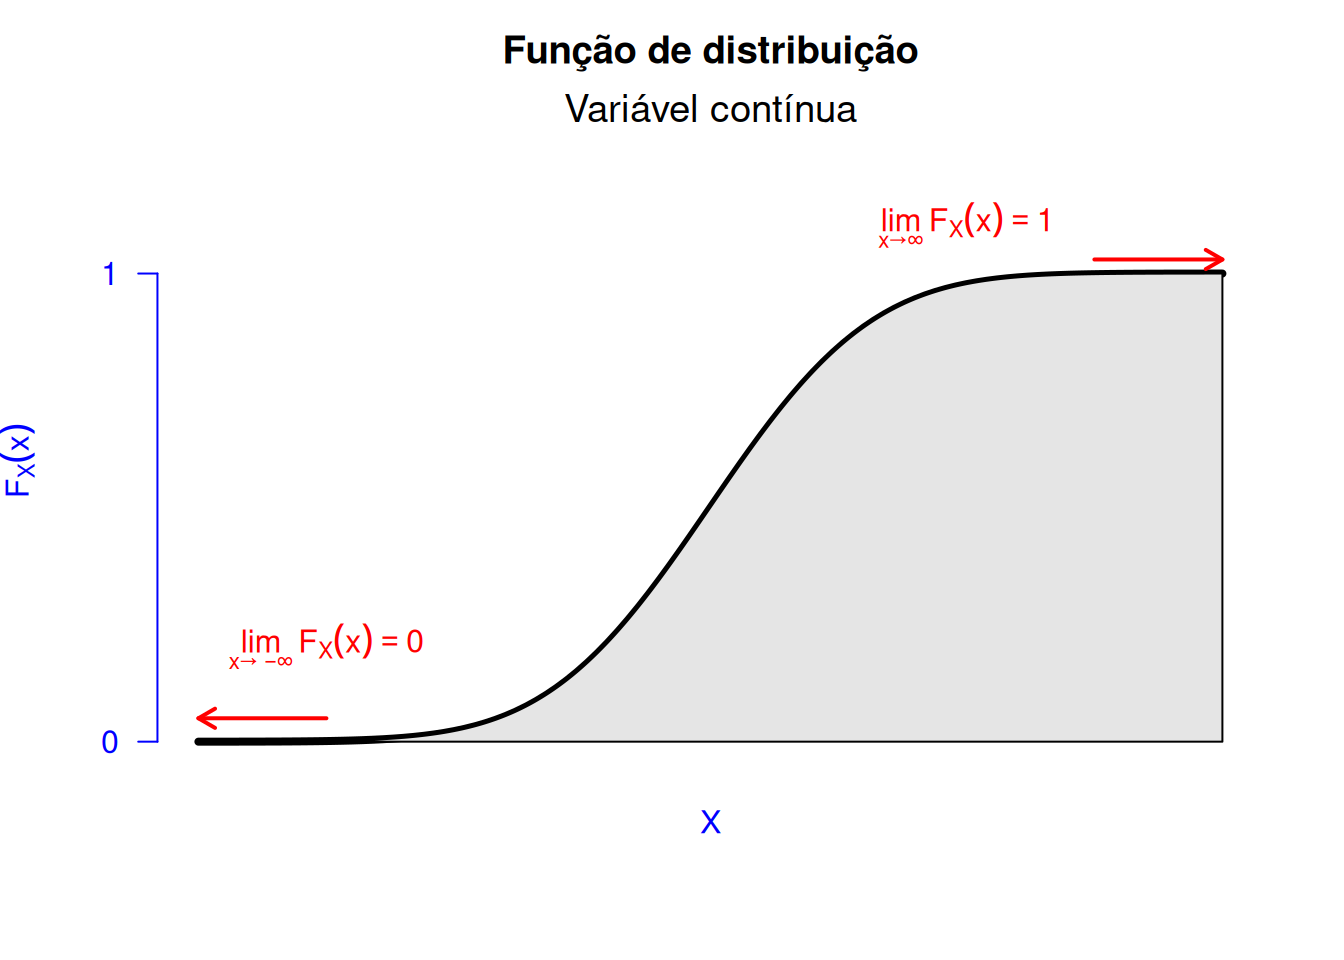 Função de distribuição
Variável contínua
lim F_X(x) = 1
x→∞
1
F_X(x)
lim F_X(x) = 0
x→ −∞
0
X